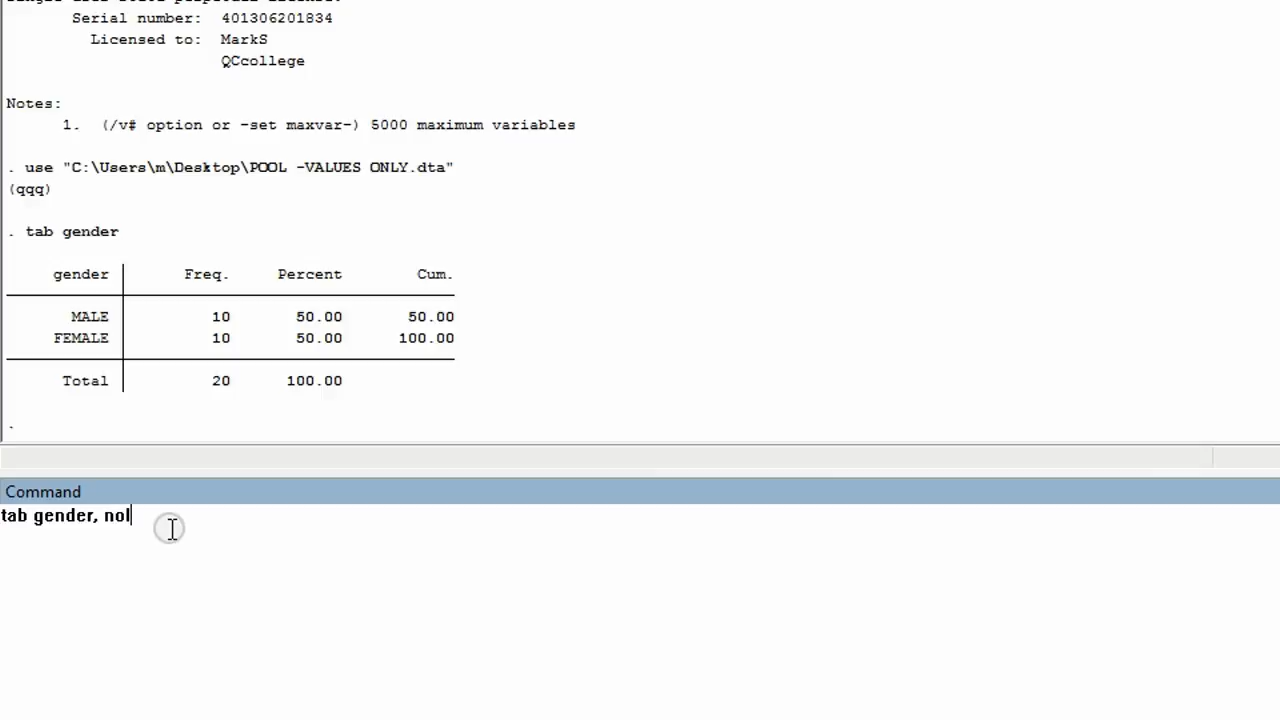 Serial number: 401306201834
Licensed to: MarkS
QCcollege
Notes:
1. (/v# option or -set maxvar-) 5000 maximum variables
. use "C:\Users\m\Desktop\POOL -VALUES ONLY.dta"
(qqq)
. tab gender
gender Freq. Percent Cum.
MALE 10 50.00 50.00
FEMALE 10 50.00 100.00
Total 20 100.00
.
Command
tab gender, nol